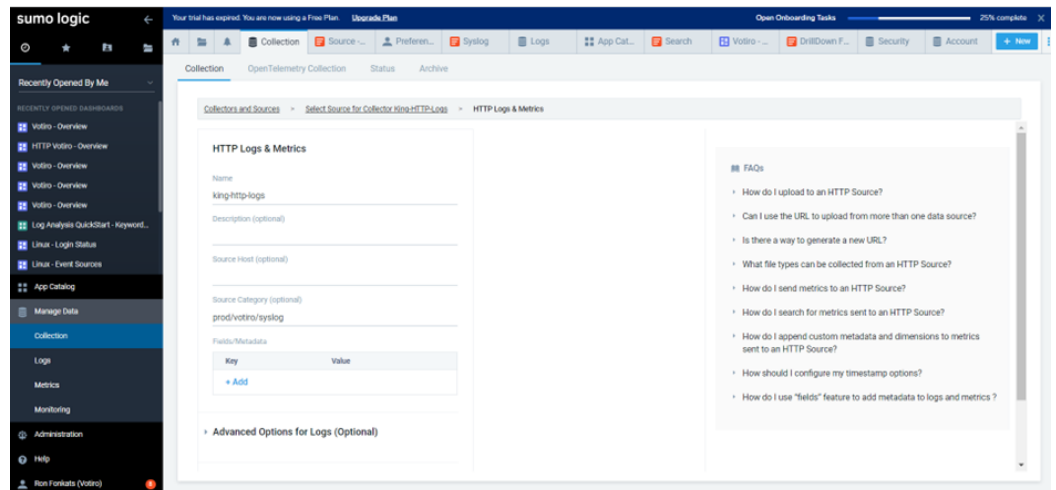 sumo logic
Your trial has expired. You are now using a Free Plan. Upgrade Plan
Open Onboarding Tasks
25% complete
Collection
Source -...
Preferen...
Syslog
Logs
App Cat...
Search
Votiro - ...
DrillDown F...
Security
Account
+ New
Recently Opened By Me
RECENTLY OPENED DASHBOARDS
Votiro - Overview
HTTP Votiro - Overview
Votiro - Overview
Votiro - Overview
Votiro - Overview
Log Analysis QuickStart - Keyword...
Linux - Login Status
Linux - Event Sources
App Catalog
Manage Data
Collection
Logs
Metrics
Monitoring
Administration
Help
Ron Fonkats (Votiro)
Collection OpenTelemetry Collection Status Archive
Collectors and Sources > Select Source for Collector King-HTTP-Logs > HTTP Logs & Metrics
HTTP Logs & Metrics
Name
king-http-logs
Description (optional)
Source Host (optional)
Source Category (optional)
prod/votiro/syslog
Fields/Metadata
Key Value
+ Add
Advanced Options for Logs (Optional)
FAQs
How do I upload to an HTTP Source?
Can I use the URL to upload from more than one data source?
Is there a way to generate a new URL?
What file types can be collected from an HTTP Source?
How do I send metrics to an HTTP Source?
How do I search for metrics sent to an HTTP Source?
How do I append custom metadata and dimensions to metrics
sent to an HTTP Source?
How should I configure my timestamp options?
How do I use "fields" feature to add metadata to logs and metrics ?